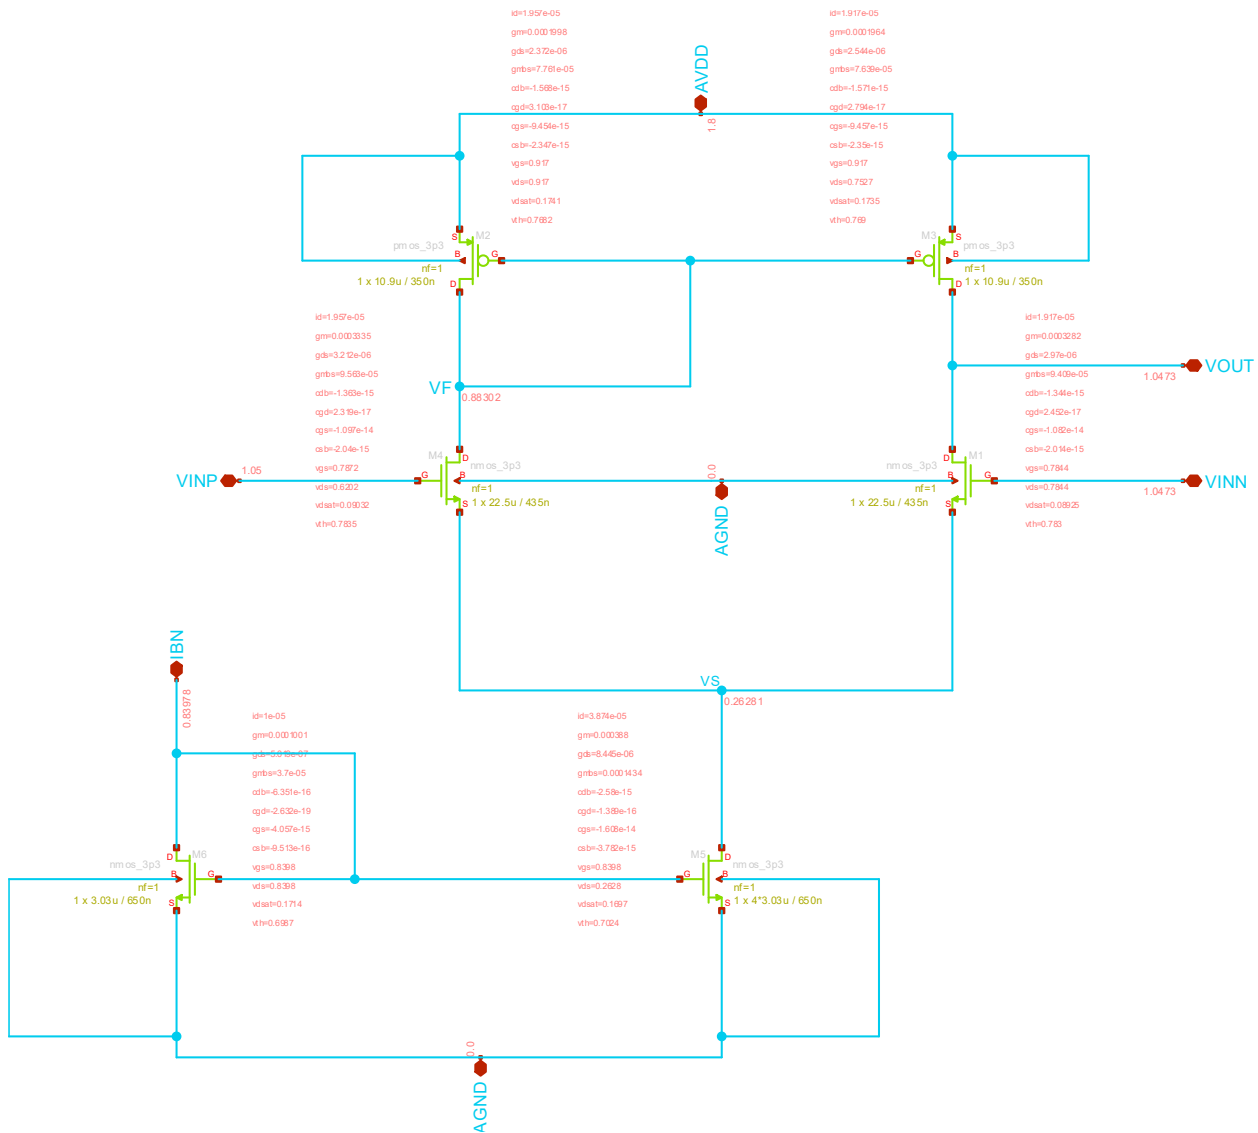 id=1.957e-05
gm=0.0001998
gds=2.372e-06
gmbs=7.761e-05
cdb=-1.568e-15
cgd=3.103e-17
cgs=-9.454e-15
csb=-2.347e-15
vgs=0.917
vds=0.917
vdsat=0.1741
vth=0.7682
id=1.917e-05
gm=0.0001964
gds=2.544e-06
gmbs=7.639e-05
cdb=-1.571e-15
cgd=2.794e-17
cgs=-9.457e-15
csb=-2.35e-15
vgs=0.917
vds=0.7527
vdsat=0.1735
vth=0.769
AVDD
1.8
S
M2
pmos_3p3
B
G
nf=1
1 x 10.9u / 350n
D
S
M3
pmos_3p3
G
B
nf=1
1 x 10.9u / 350n
D
id=1.957e-05
gm=0.0003335
gds=3.212e-06
gmbs=9.563e-05
cdb=-1.363e-15
cgd=2.319e-17
cgs=-1.097e-14
csb=-2.04e-15
vgs=0.7872
vds=0.6202
vdsat=0.09032
vth=0.7835
id=1.917e-05
gm=0.0003282
gds=2.97e-06
gmbs=9.409e-05
cdb=-1.344e-15
cgd=2.452e-17
cgs=-1.082e-14
csb=-2.014e-15
vgs=0.7844
vds=0.7844
vdsat=0.08925
vth=0.783
VF
0.88302
VOUT
1.0473
VINP
1.05
M4
D
nmos_3p3
G
B
nf=1
S
1 x 22.5u / 435n
0.0
AGND
D
M1
nmos_3p3
B
G
nf=1
1 x 22.5u / 435n
S
VINN
1.0473
IBN
0.83978
VS
0.26281
id=1e-05
gm=0.0001001
gmbs=3.7e-05
cdb=-6.351e-16
cgd=-2.632e-19
cgs=-4.057e-15
csb=-9.513e-16
vgs=0.8398
vds=0.8398
vdsat=0.1714
vth=0.6987
id=3.874e-05
gm=0.000388
gds=8.445e-06
gmbs=0.0001434
cdb=-2.58e-15
cgd=-1.389e-16
cgs=-1.608e-14
csb=-3.782e-15
vgs=0.8398
vds=0.2628
vdsat=0.1697
vth=0.7024
D
M6
nmos_3p3
B
G
nf=1
1 x 3.03u / 650n
S
M5
D
nmos_3p3
G
B
nf=1
S
1 x 4*3.03u / 650n
0.0
AGND